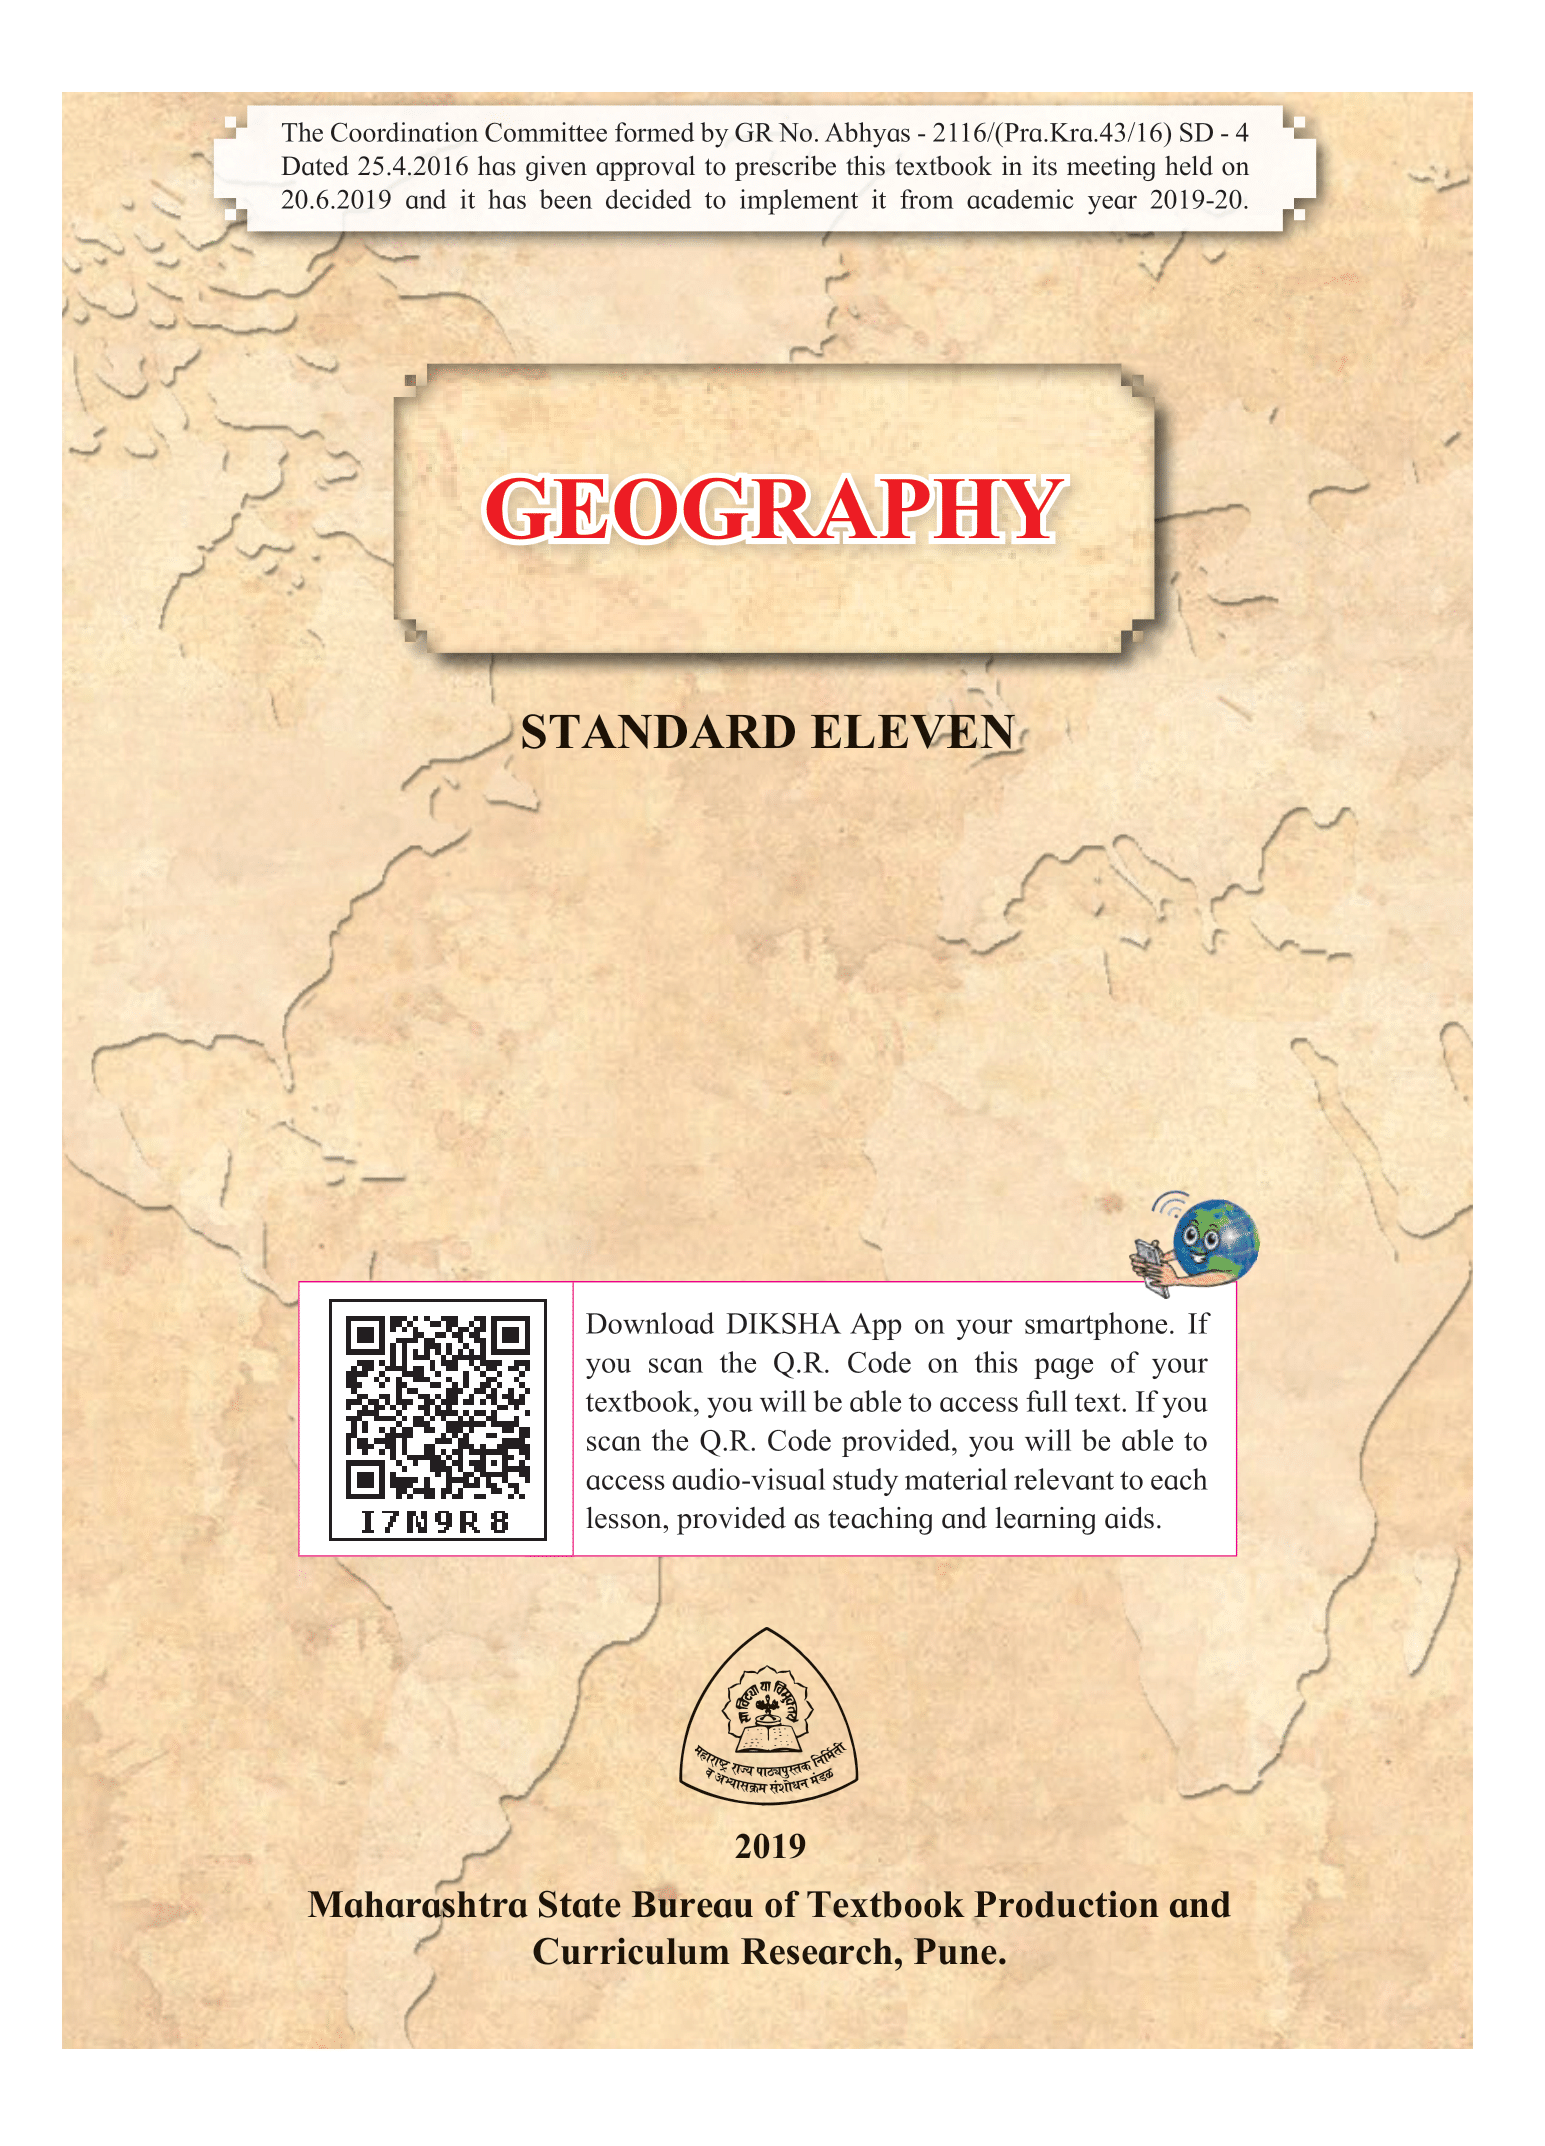 The Coordination Committee formed by GR No. Abhyas - 2116/(Pra.Kra.43/16) SD - 4
Dated 25.4.2016 has given approval to prescribe this textbook in its meeting held on
20.6.2019 and it has been decided to implement it from academic year 2019-20.
GEOGRAPHY
STANDARD ELEVEN
Download DIKSHA App on your smartphone. If
you scan the Q.R. Code on this page of your
textbook, you will be able to access full text. If you
scan the Q.R. Code provided, you will be able to
access audio-visual study material relevant to each
lesson, provided as teaching and learning aids.
I7N9R8
सा विद्या या विमुक्तये
महाराष्ट्र राज्य पाठ्यपुस्तक निर्मिती
व अभ्यासक्रम संशोधन मंडळ
2019
Maharashtra State Bureau of Textbook Production and
Curriculum Research, Pune.